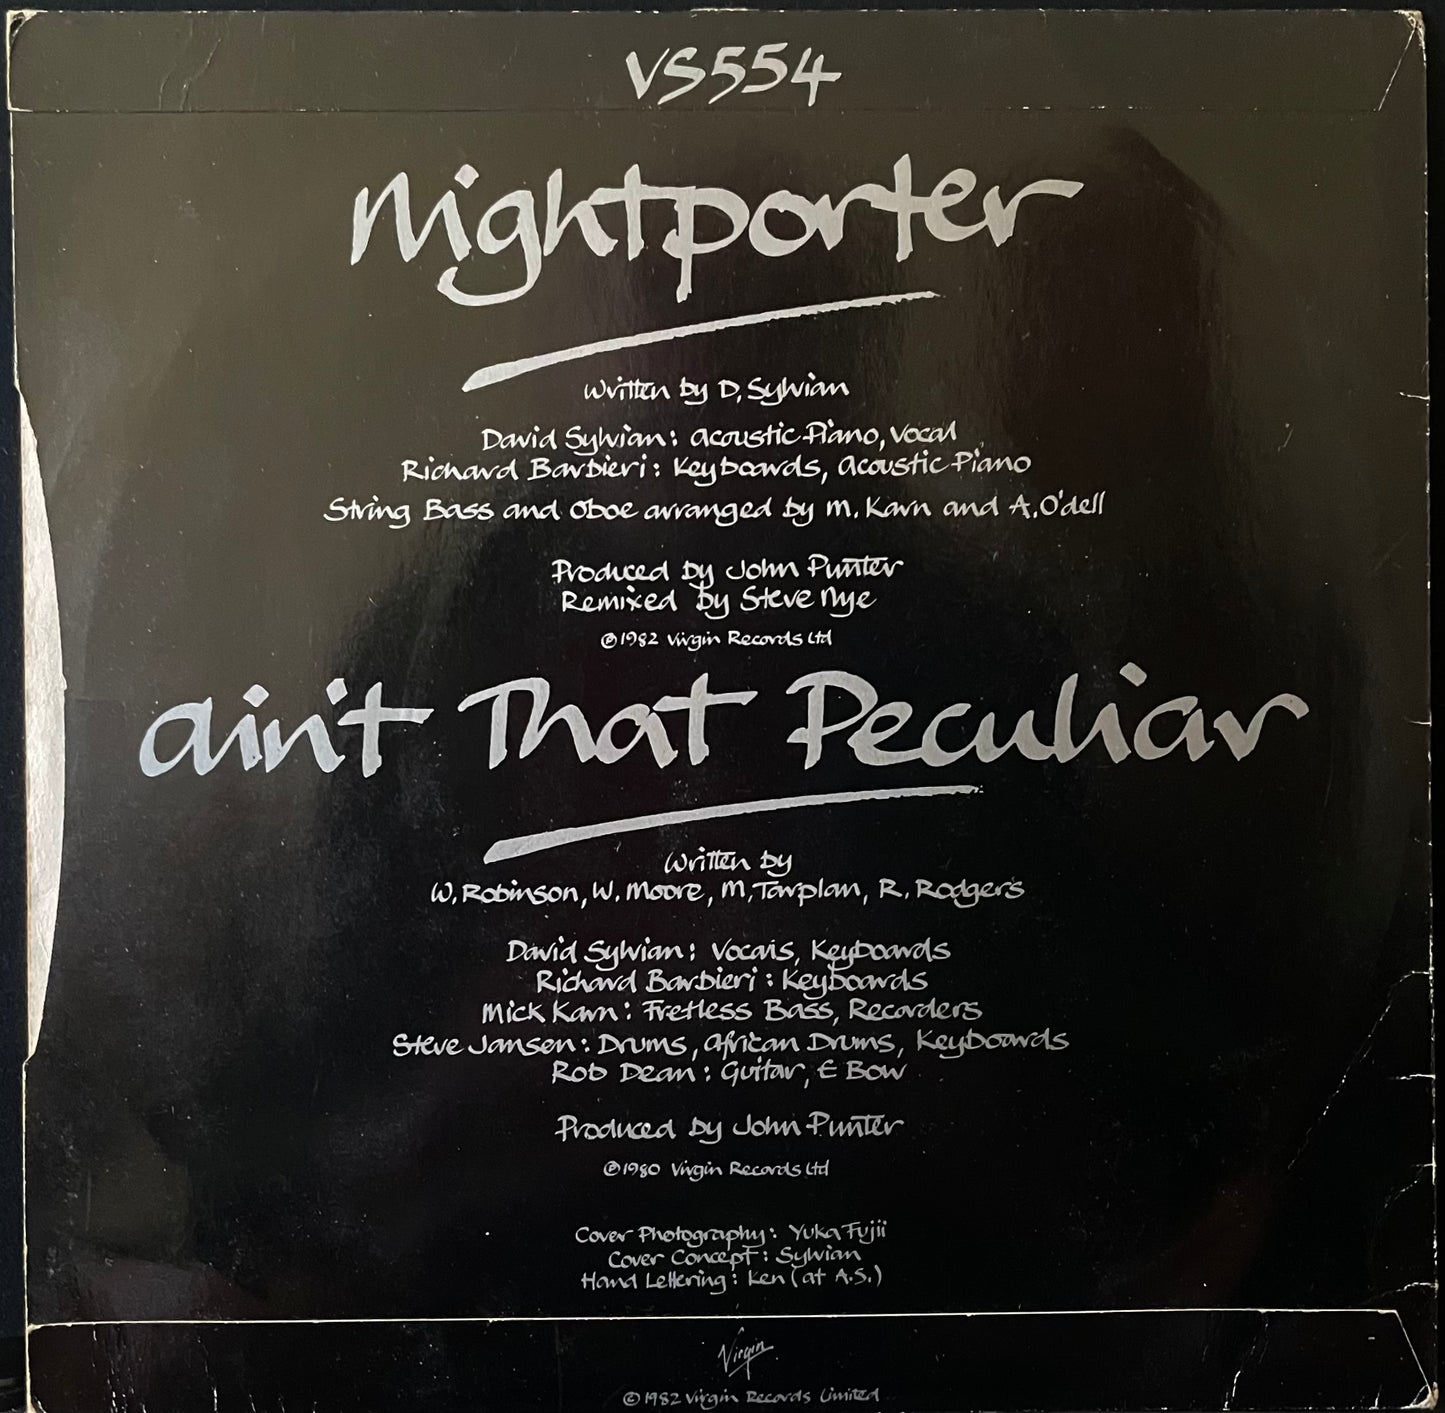 VS554
Nightporter
Written by D. Sylvian
David Sylvian: Acoustic Piano, Vocal
Richard Barbieri: Keyboards, Acoustic Piano
String Bass and Oboe arranged by M. Karn and A. O'dell
Produced by John Punter
Remixed by Steve Nye
℗1982 Virgin Records Ltd
ain't That Peculiar
Written by
W. Robinson, W. Moore, M. Tarplan, R. Rodgers
David Sylvian: Vocals, Keyboards
Richard Barbieri: Keyboards
Mick Karn: Fretless Bass, Recorders
Steve Jansen: Drums, African Drums, Keyboards
Rob Dean: Guitar, E Bow
Produced by John Punter
℗1980 Virgin Records Ltd
Cover Photography: Yuka Fujii
Cover Concept: Sylvian
Hand Lettering: Ken (at A.S.)
Virgin
©1982 Virgin Records Limited